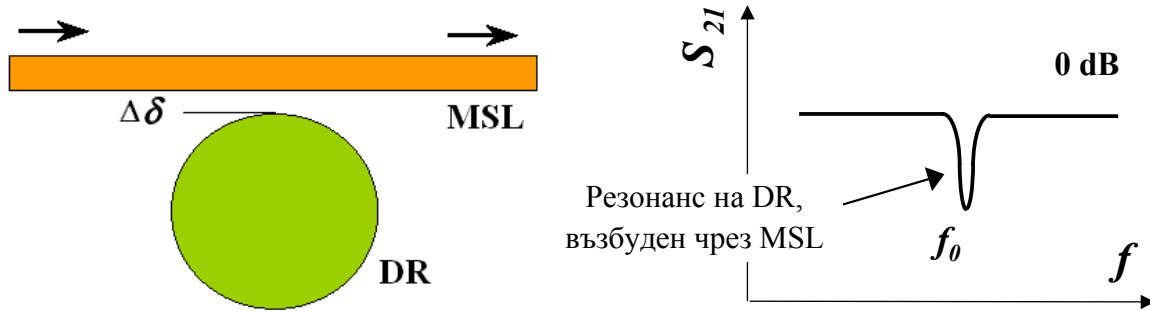 Δδ
MSL
DR
S21
0 dB
Резонанс на DR,
възбуден чрез MSL
f0
f